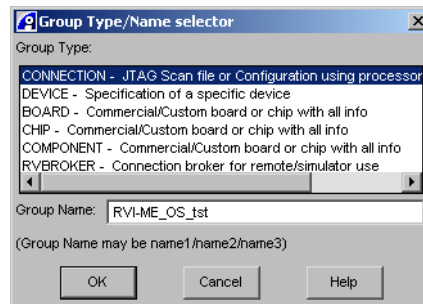 Group Type/Name selector
Group Type:
CONNECTION - JTAG Scan file or Configuration using processor
DEVICE - Specification of a specific device
BOARD - Commercial/Custom board or chip with all info
CHIP - Commercial/Custom board or chip with all info
COMPONENT - Commercial/Custom board or chip with all info
RVBROKER - Connection broker for remote/simulator use
Group Name: RVI-ME_OS_tst
(Group Name may be name1/name2/name3)
OK Cancel Help